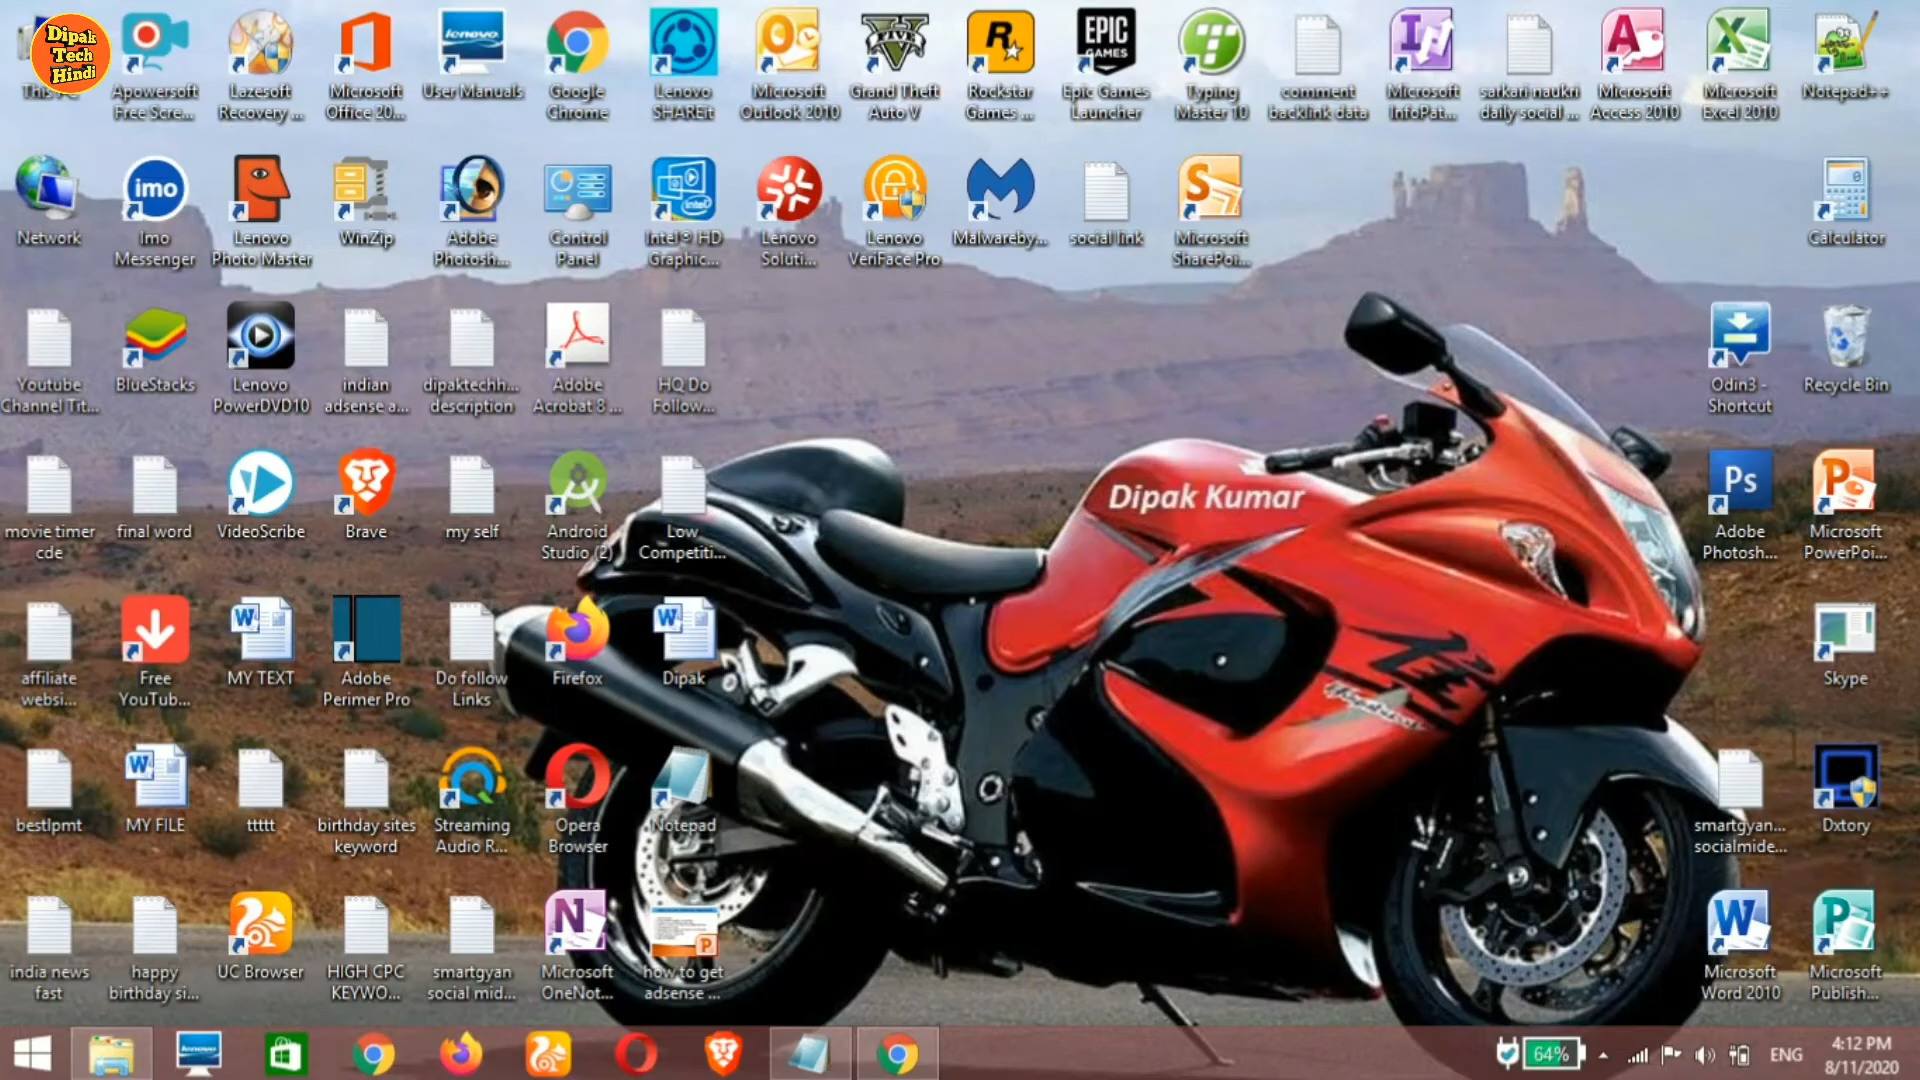 Dipak
Tech
Hindi
Apowersoft
Free Scre...
Lazesoft
Recovery ...
Microsoft
Office 20...
User Manuals
Google
Chrome
Lenovo
SHAREit
Microsoft
Outlook 2010
Grand Theft
Auto V
Rockstar
Games ...
Epic Games
Launcher
Typing
Master 10
comment
backlink data
Microsoft
InfoPat...
sarkari naukri
daily social ...
Microsoft
Access 2010
Microsoft
Excel 2010
Notepad++
Network
Imo
Messenger
Lenovo
Photo Master
WinZip
Adobe
Photosh...
Control
Panel
Intel® HD
Graphic...
Lenovo
Soluti...
Lenovo
VeriFace Pro
Malwareby...
social link
Microsoft
SharePoi...
Calculator
Youtube
Channel Tit...
BlueStacks
Lenovo
PowerDVD10
indian
adsense a...
dipaktechh...
description
Adobe
Acrobat 8 ...
HQ Do
Follow...
Odin3 -
Shortcut
Recycle Bin
movie timer
cde
final word
VideoScribe
Brave
my self
Android
Studio (2)
Low
Competiti...
Dipak Kumar
Adobe
Photosh...
Microsoft
PowerPoi...
affiliate
websi...
Free
YouTub...
MY TEXT
Adobe
Perimer Pro
Do follow
Links
Firefox
Dipak
Skype
bestlpmt
MY FILE
ttttt
birthday sites
keyword
Streaming
Audio R...
Opera
Browser
Notepad
smartgyan...
socialmide...
Dxtory
india news
fast
happy
birthday si...
UC Browser
HIGH CPC
KEYWO...
smartgyan
social mid...
Microsoft
OneNot...
how to get
adsense ...
Microsoft
Word 2010
Microsoft
Publish...
64%
ENG
4:12 PM
8/11/2020